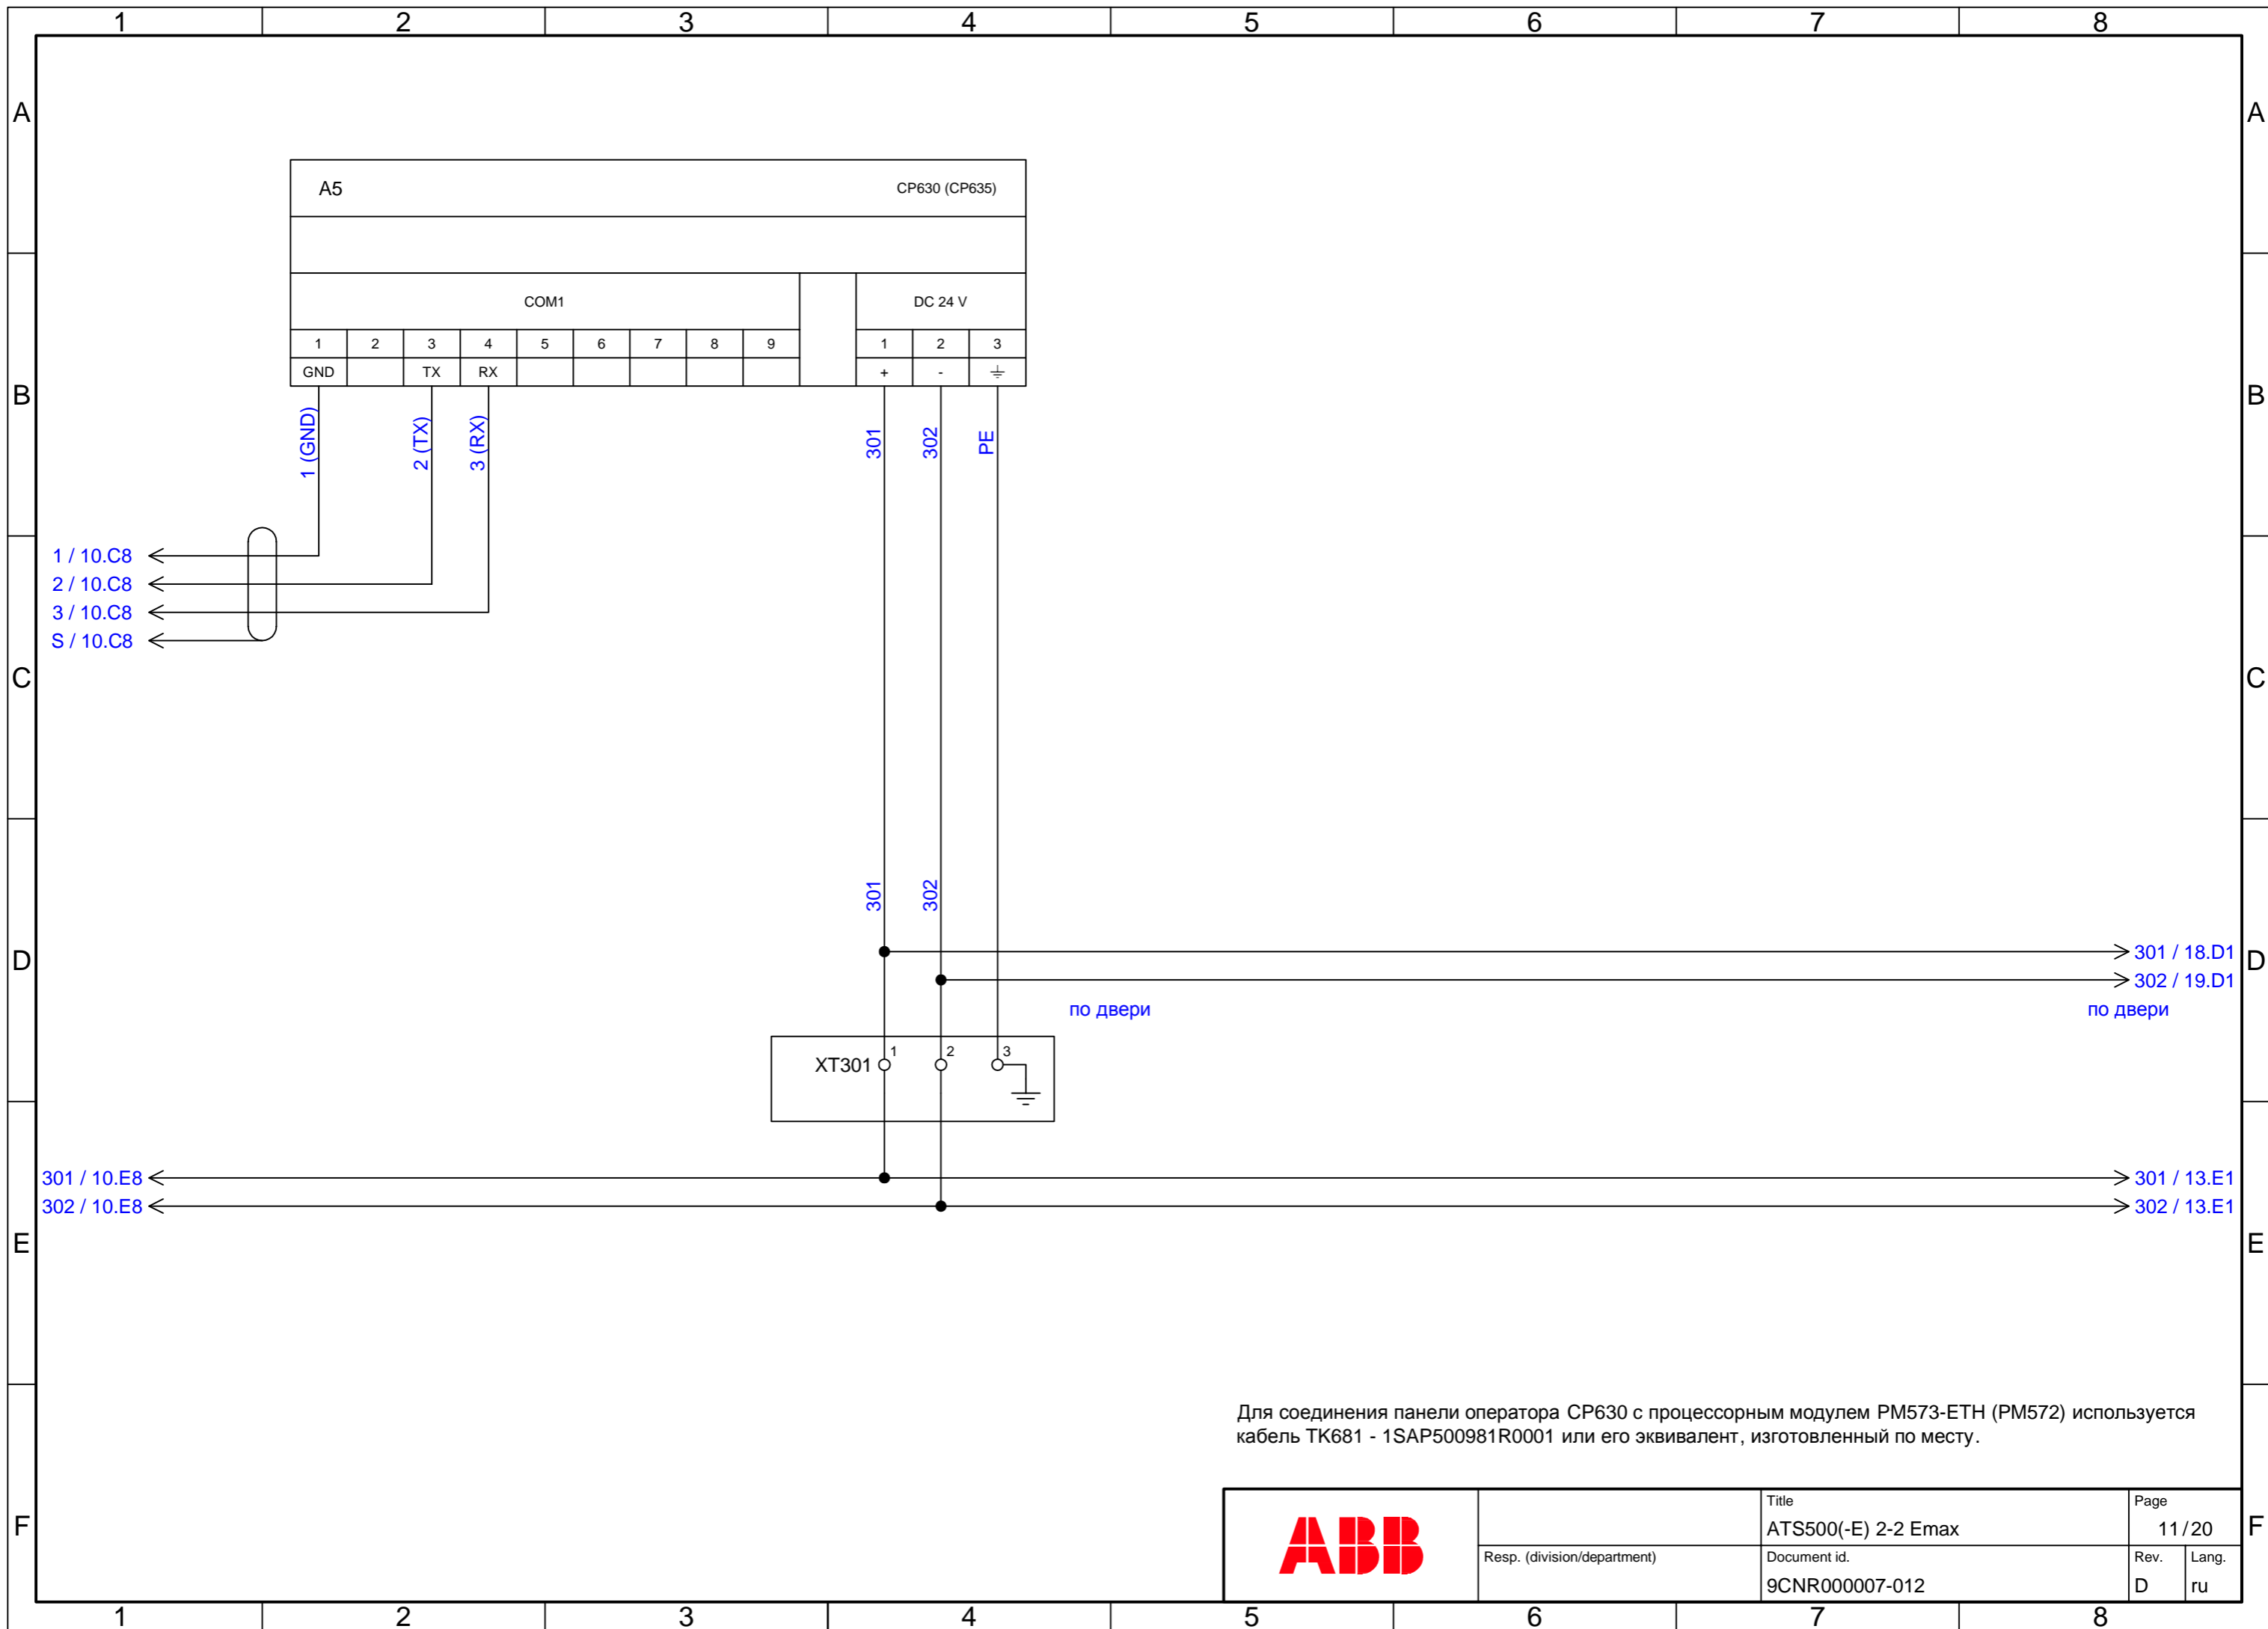 1 2 3 4 5 6 7 8
A A
A5 CP630 (CP635)
COM1 DC 24 V
1 2 3 4 5 6 7 8 9 1 2 3
GND TX RX + -
B B
1 (GND) 2 (TX) 3 (RX) 301 302 PE
1 / 10.C8
2 / 10.C8
3 / 10.C8
S / 10.C8
C C
301 302
301 / 18.D1
D D
302 / 19.D1
по двери по двери
XT301 1 2 3
301 / 10.E8 301 / 13.E1
302 / 10.E8 302 / 13.E1
E E
Для соединения панели оператора CP630 с процессорным модулем PM573-ETH (PM572) используется
кабель TK681 - 1SAP500981R0001 или его эквивалент, изготовленный по месту.
ABB
Title Page
F ATS500(-E) 2-2 Emax 11/20 F
Resp. (division/department) Document id. Rev. Lang.
9CNR000007-012 D ru
1 2 3 4 5 6 7 8